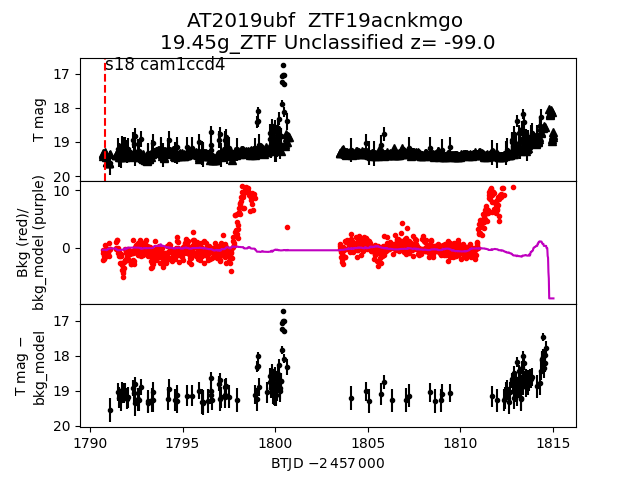 AT2019ubf  ZTF19acnkmgo
19.45g_ZTF Unclassified z= -99.0
s18 cam1ccd4
T mag
17
18
19
20
Bkg (red)/
bkg_model (purple)
10
0
T mag −
bkg_model
17
18
19
20
1790 1795 1800 1805 1810 1815
BTJD −2 457 000